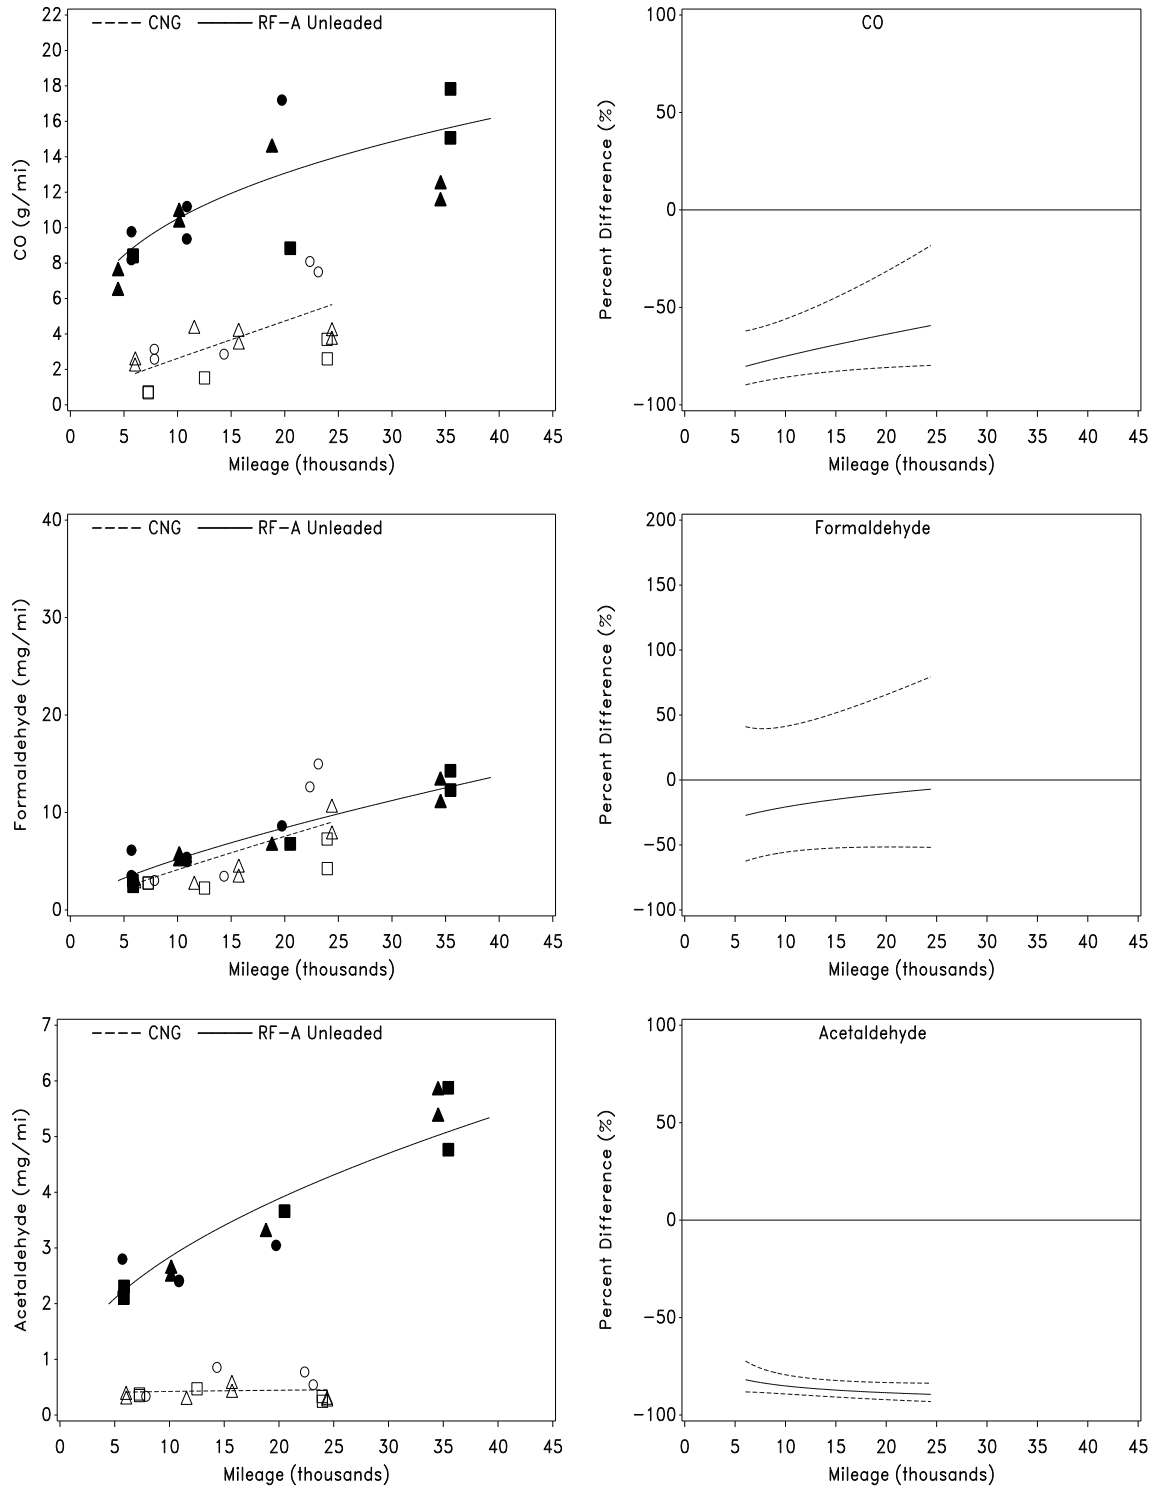 CNG RF-A Unleaded
CO (g/mi)
22
20
18
16
14
12
10
8
6
4
2
0
0 5 10 15 20 25 30 35 40 45
Mileage (thousands)
CO
Percent Difference (%)
100
50
0
-50
-100
0 5 10 15 20 25 30 35 40 45
Mileage (thousands)
CNG RF-A Unleaded
Formaldehyde (mg/mi)
40
30
20
10
0
0 5 10 15 20 25 30 35 40 45
Mileage (thousands)
Formaldehyde
Percent Difference (%)
200
150
100
50
0
-50
-100
0 5 10 15 20 25 30 35 40 45
Mileage (thousands)
CNG RF-A Unleaded
Acetaldehyde (mg/mi)
7
6
5
4
3
2
1
0
0 5 10 15 20 25 30 35 40 45
Mileage (thousands)
Acetaldehyde
Percent Difference (%)
100
50
0
-50
-100
0 5 10 15 20 25 30 35 40 45
Mileage (thousands)